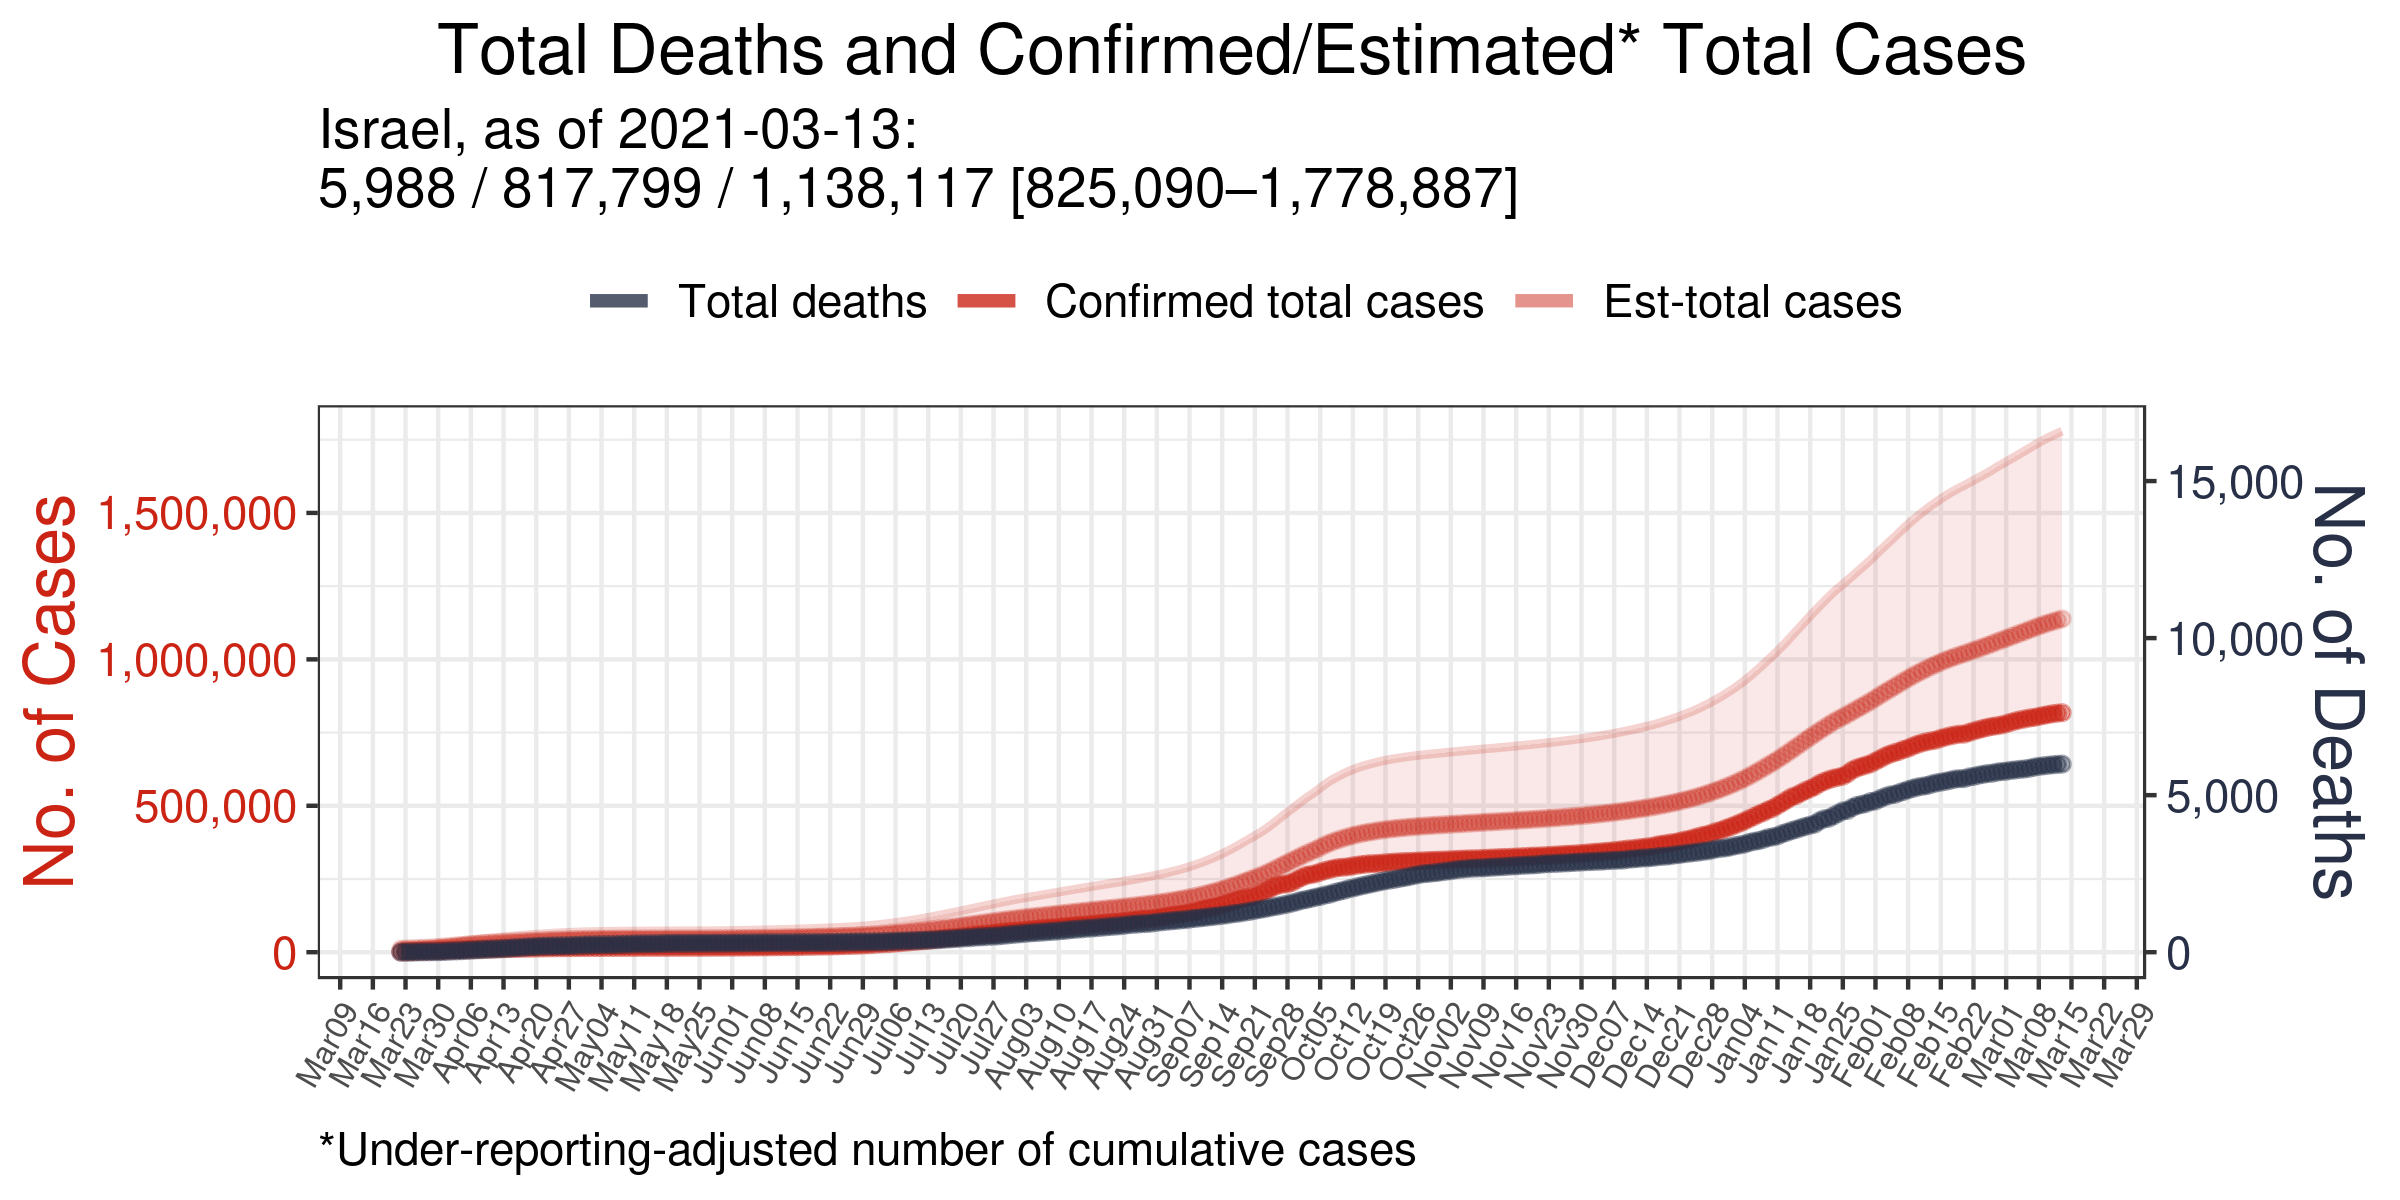 Total Deaths and Confirmed/Estimated* Total Cases
Israel, as of 2021-03-13:
5,988 / 817,799 / 1,138,117 [825,090–1,778,887]
Total deaths
Confirmed total cases
Est-total cases
No. of Cases
1,500,000
1,000,000
500,000
0
15,000
10,000
5,000
0
No. of Deaths
Mar09
Mar16
Mar23
Mar30
Apr06
Apr13
Apr20
Apr27
May04
May11
May18
May25
Jun01
Jun08
Jun15
Jun22
Jun29
Jul06
Jul13
Jul20
Jul27
Aug03
Aug10
Aug17
Aug24
Aug31
Sep07
Sep14
Sep21
Sep28
Oct05
Oct12
Oct19
Oct26
Nov02
Nov09
Nov16
Nov23
Nov30
Dec07
Dec14
Dec21
Dec28
Jan04
Jan11
Jan18
Jan25
Feb01
Feb08
Feb15
Feb22
Mar01
Mar08
Mar15
Mar22
Mar29
*Under-reporting-adjusted number of cumulative cases